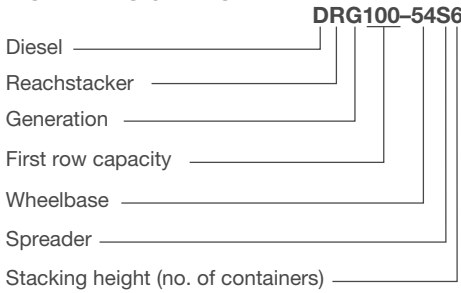 DRG100–54S6
Diesel
Reachstacker
Generation
First row capacity
Wheelbase
Spreader
Stacking height (no. of containers)